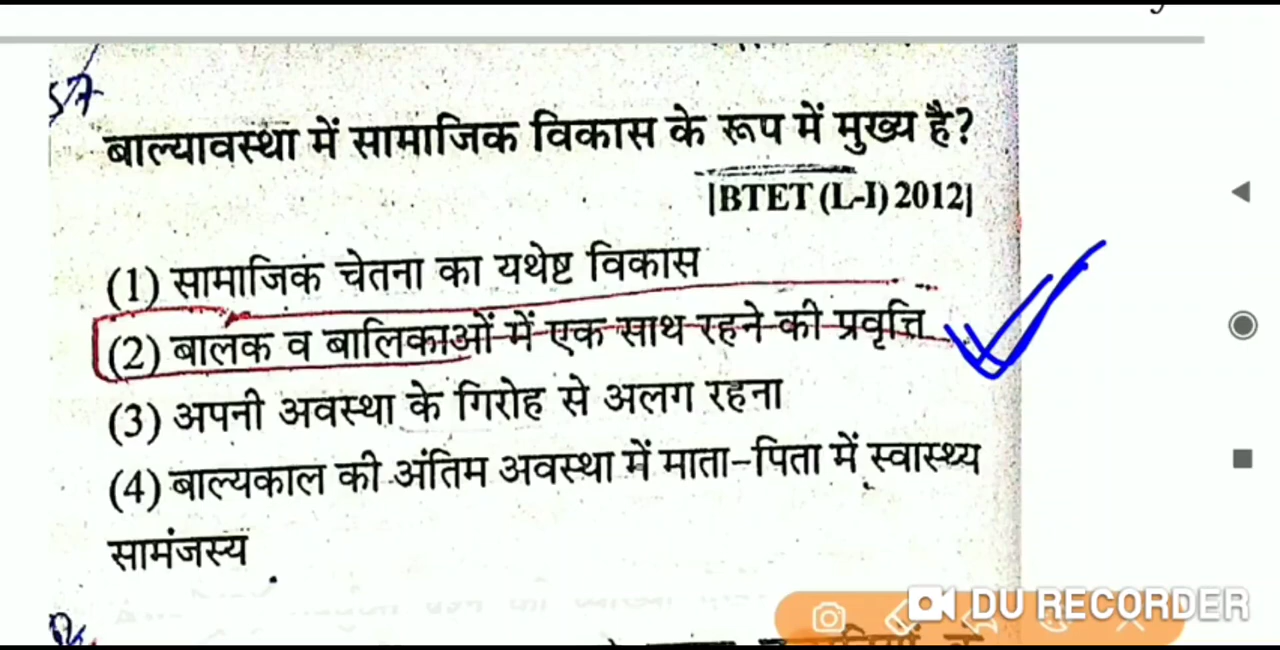 57
बाल्यावस्था में सामाजिक विकास के रूप में मुख्य है?
|BTET (L-I) 2012|
(1) सामाजिक चेतना का यथेष्ट विकास
(2) बालक व बालिकाओं में एक साथ रहने की प्रवृत्ति
(3) अपनी अवस्था के गिरोह से अलग रहना
(4) बाल्यकाल की अंतिम अवस्था में माता-पिता में स्वास्थ्य
सामंजस्य
DU RECORDER